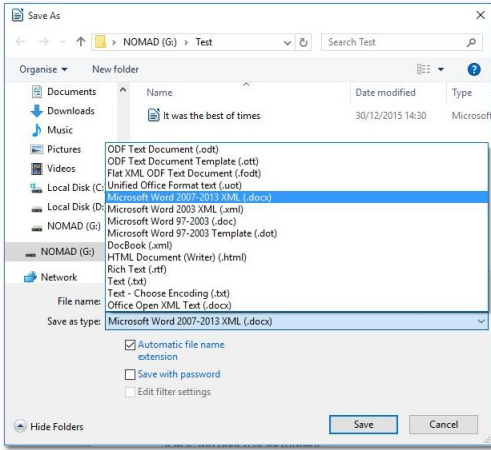 Save As
NOMAD (G:) > Test
Search Test
Organise
New folder
Documents
Downloads
Music
Pictures
Videos
Local Disk (C:
Local Disk (D:
NOMAD (G:)
NOMAD (G:)
Network
Name
Date modified
Type
It was the best of times
30/12/2015 14:30
Microsoft
ODF Text Document (.odt)
ODF Text Document Template (.ott)
Flat XML ODF Text Document (.fodt)
Unified Office Format text (.uot)
Microsoft Word 2007-2013 XML (.docx)
Microsoft Word 2003 XML (.xml)
Microsoft Word 97-2003 (.doc)
Microsoft Word 97-2003 Template (.dot)
DocBook (.xml)
HTML Document (Writer) (.html)
Rich Text (.rtf)
Text (.txt)
Text - Choose Encoding (.txt)
Office Open XML Text (.docx)
File name:
Save as type: Microsoft Word 2007-2013 XML (.docx)
Automatic file name
extension
Save with password
Edit filter settings
Hide Folders
Save
Cancel